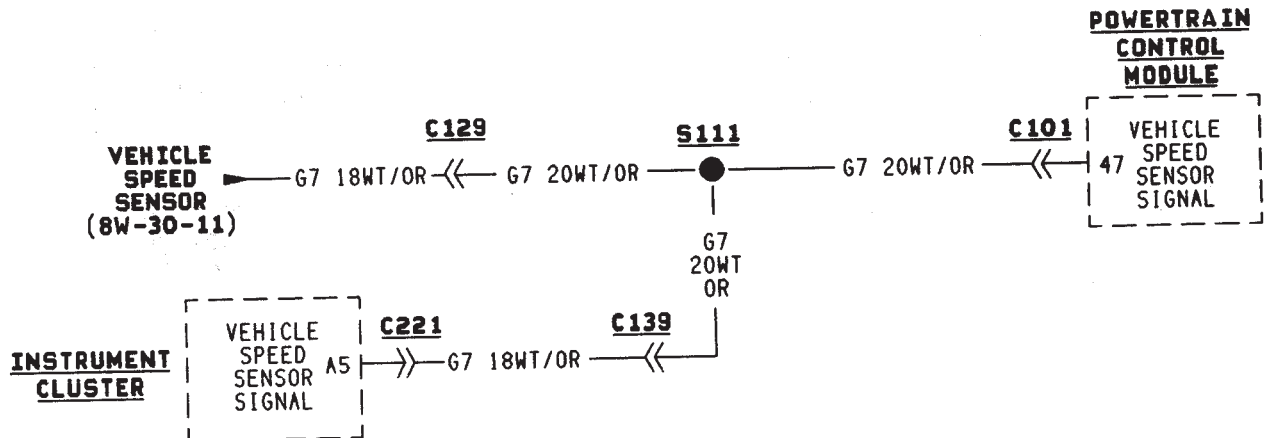 POWERTRAIN
CONTROL
MODULE
C129
S111
C101
VEHICLE
SPEED
SENSOR
(8W-30-11)
G7 18WT/OR
G7 20WT/OR
G7 20WT/OR
47
VEHICLE
SPEED
SENSOR
SIGNAL
G7
20WT
OR
INSTRUMENT
CLUSTER
VEHICLE
SPEED
SENSOR
SIGNAL
A5
C221
G7 18WT/OR
C139